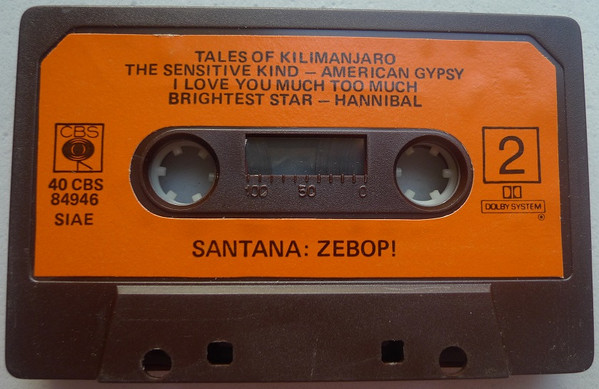 TALES OF KILIMANJARO
THE SENSITIVE KIND – AMERICAN GYPSY
I LOVE YOU MUCH TOO MUCH
BRIGHTEST STAR – HANNIBAL
CBS
40 CBS
84946
SIAE
100 50 0
2
DOLBY SYSTEM
SANTANA: ZEBOP!